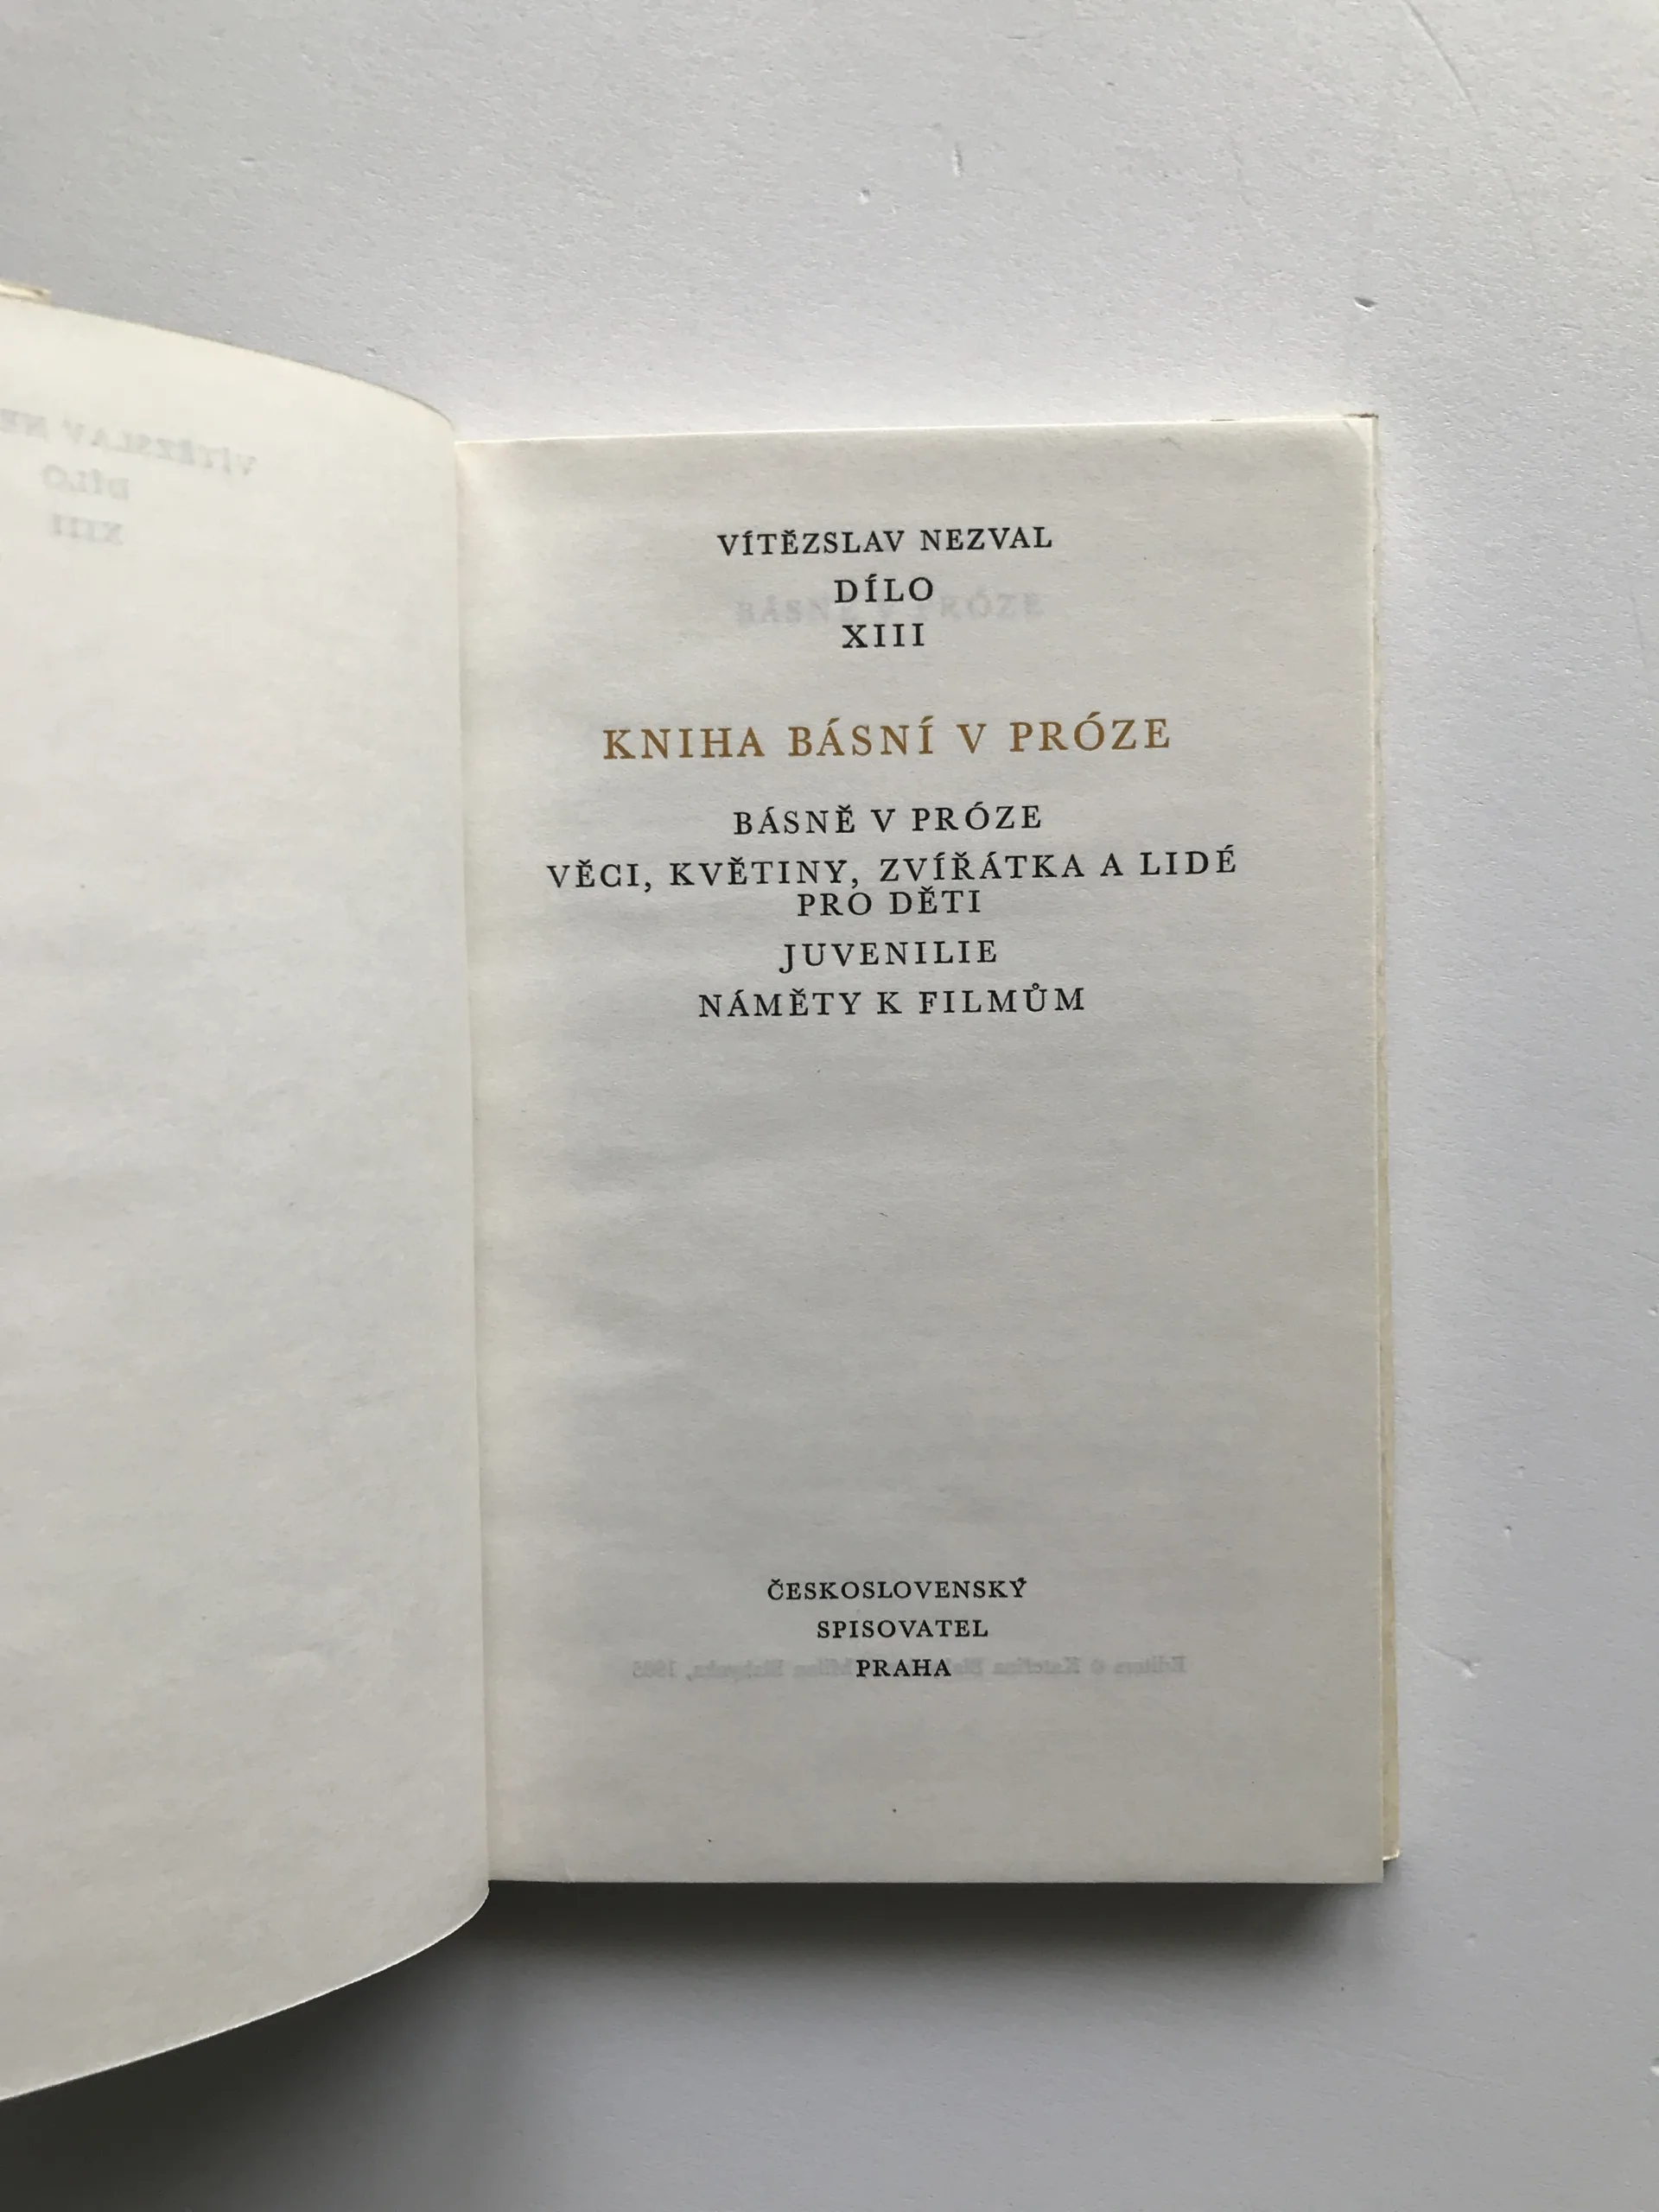 VÍTĚZSLAV NEZVAL
DÍLO
XIII
KNIHA BÁSNÍ V PRÓZE
BÁSNĚ V PRÓZE
VĚCI, KVĚTINY, ZVÍŘÁTKA A LIDÉ
PRO DĚTI
JUVENILIE
NÁMĚTY K FILMŮM
ČESKOSLOVENSKÝ
SPISOVATEL
PRAHA